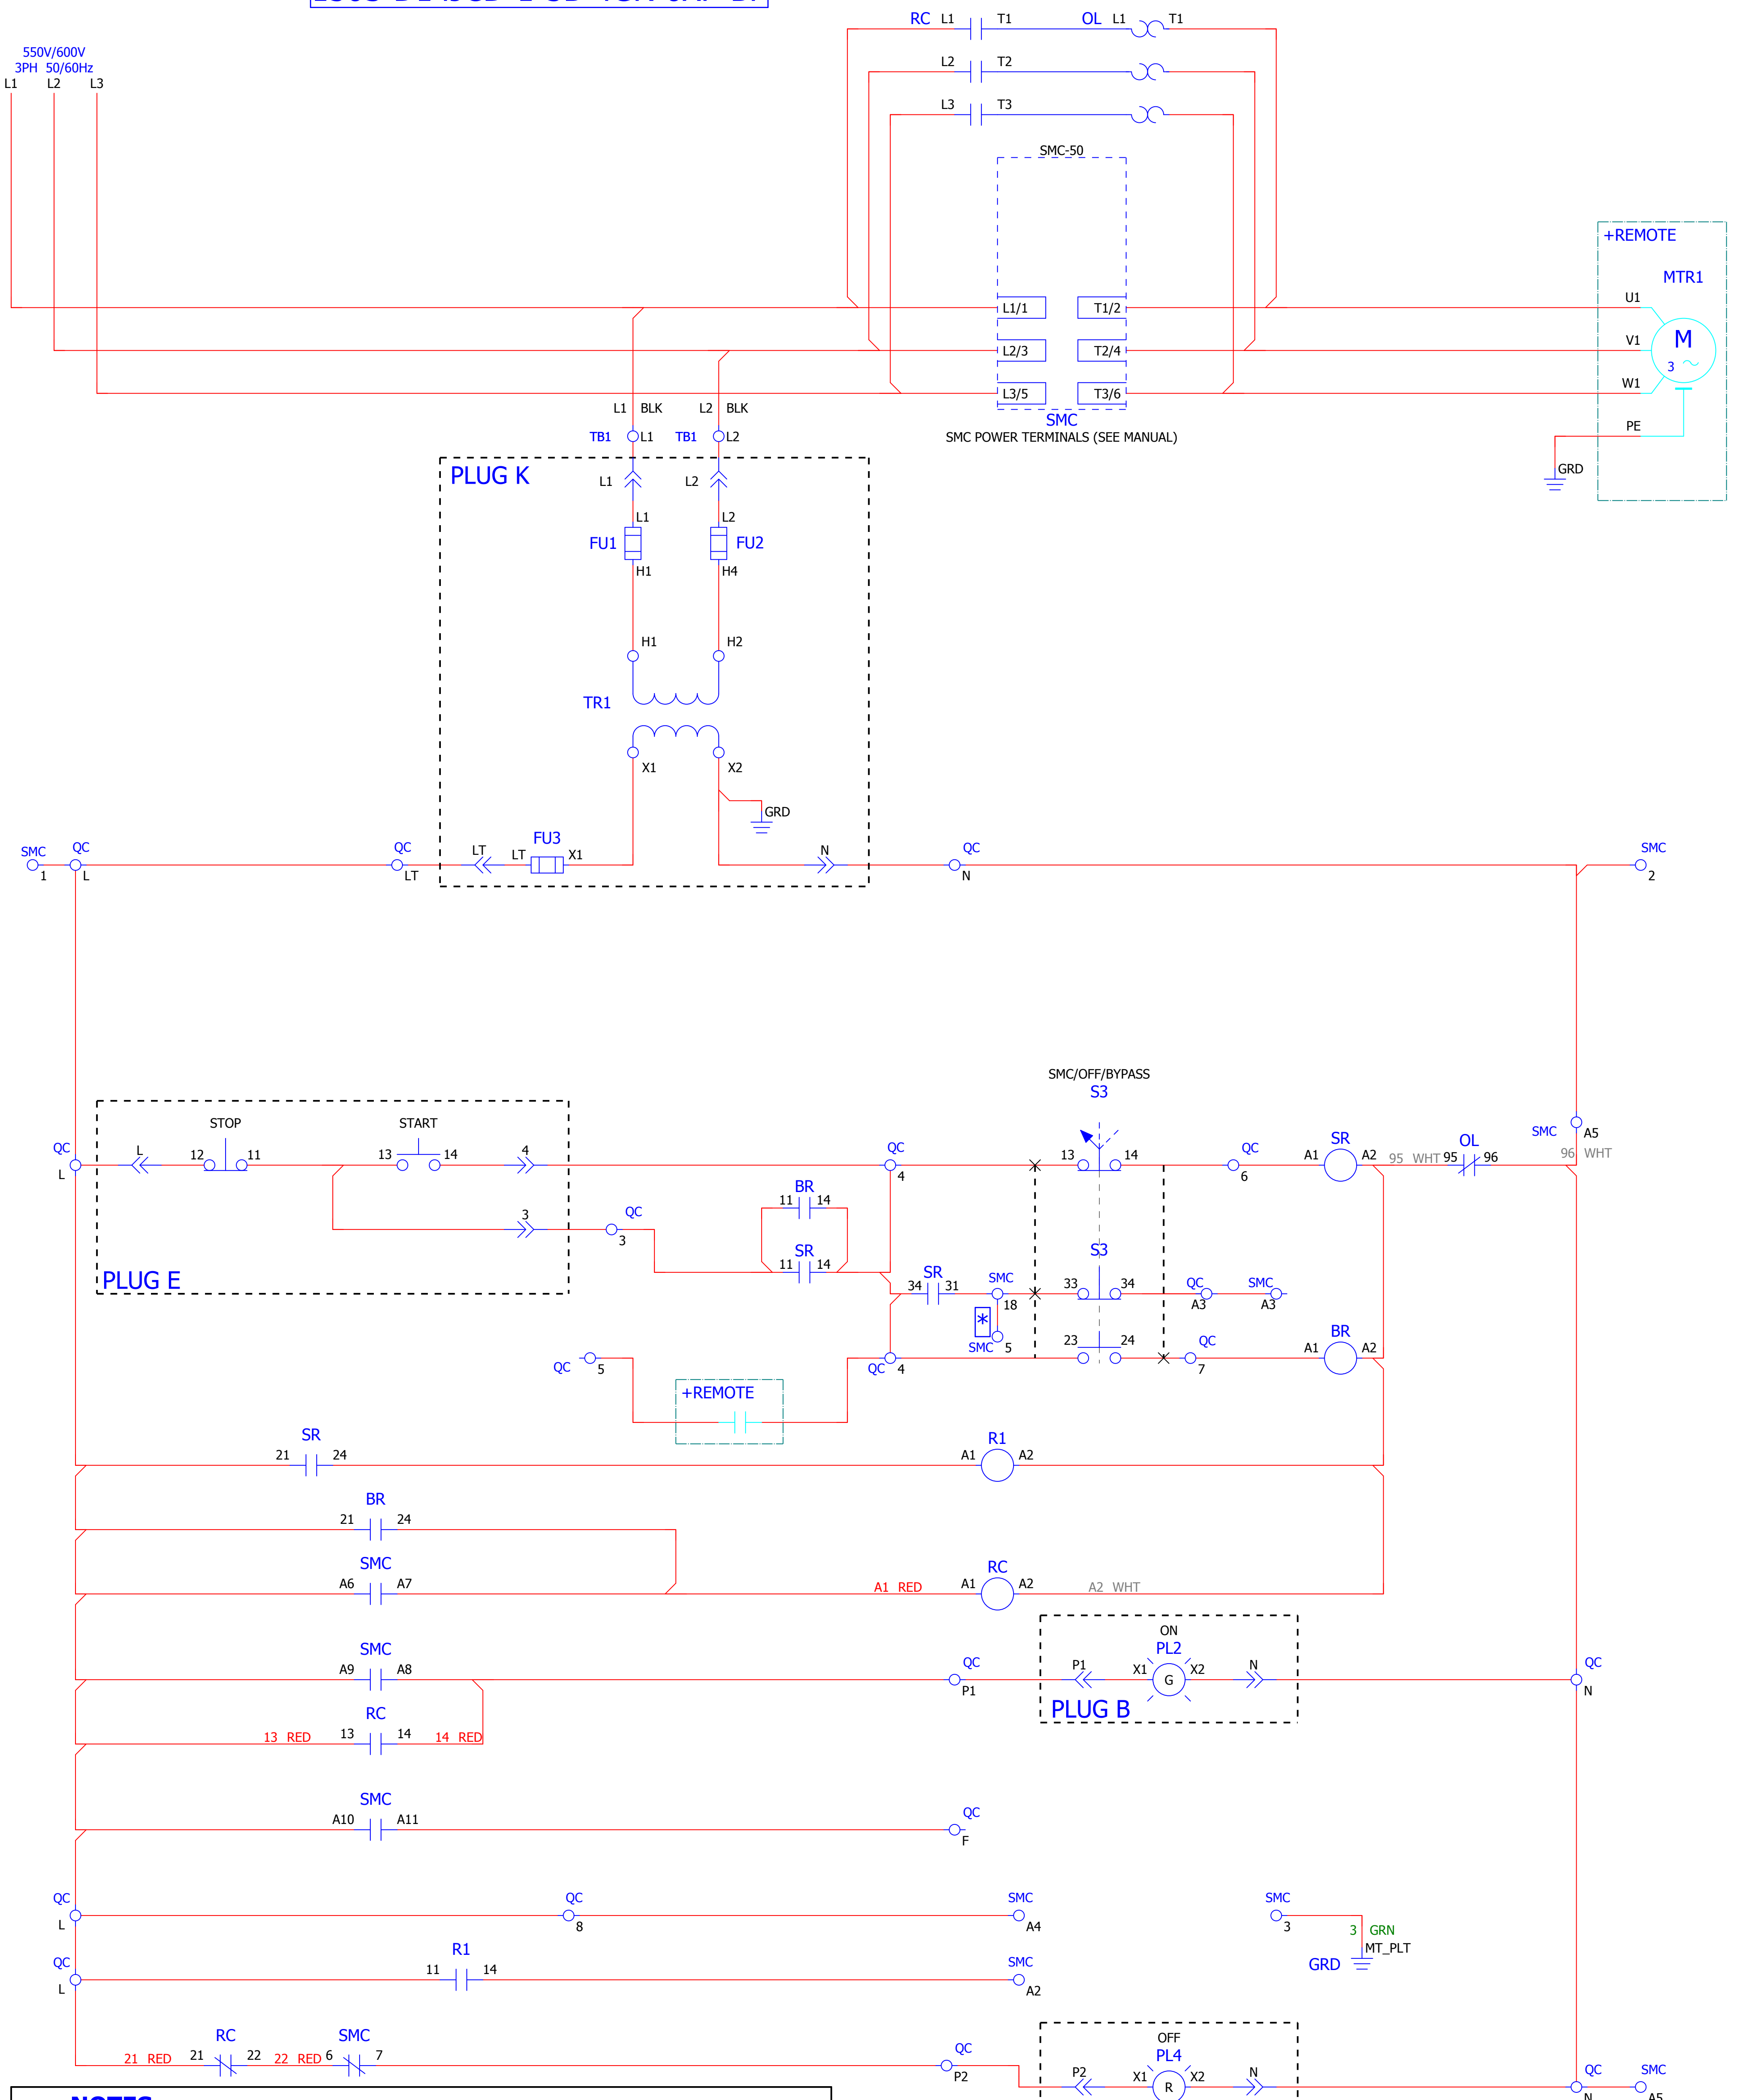 RC L1 T1 OL L1 T1
550V/600V
3PH 50/60Hz
L1 L2 L3
L2 T2
L3 T3
SMC-50
+REMOTE
MTR1
U1
L1/1 T1/2
V1 M
L2/3 T2/4
3
W1
L3/5 T3/6
L1 BLK L2 BLK
SMC
PE
TB1 L1 TB1 L2
SMC POWER TERMINALS (SEE MANUAL)
GRD
PLUG K
L1 L2
L1 L2
FU1 FU2
H1 H4
H1 H2
TR1
X1 X2
GRD
FU3
SMC QC QC LT LT X1 N QC SMC
1 L LT N 2
SMC/OFF/BYPASS
S3
STOP START
SMC A5
QC L 12 11 13 14 4 QC 13 14 QC SR OL
A1 A2 95 WHT 95 96 96 WHT
L 4 6
BR
11 14
3 QC
3
SR
11 14
S3
PLUG E
SR
34 31 SMC 33 34 QC SMC
18 A3 A3
*
SMC 5 23 24 QC BR
A1 A2
QC 5 QC 4 7
+REMOTE
SR R1
21 24 A1 A2
BR
21 24
SMC RC
A6 A7 A1 RED A1 A2 A2 WHT
ON
SMC PL2
A9 A8 QC P1 X1 X2 N QC
P1 G N
RC PLUG B
13 RED 13 14 14 RED
SMC
A10 A11 QC
F
QC QC SMC SMC
L 8 A4 3
3 GRN
MT_PLT
R1 GRD
QC 11 14 SMC
L A2
OFF
RC SMC PL4
21 RED 21 22 22 RED 6 7 QC P2 X1 X2 N QC SMC
P2 R N A5